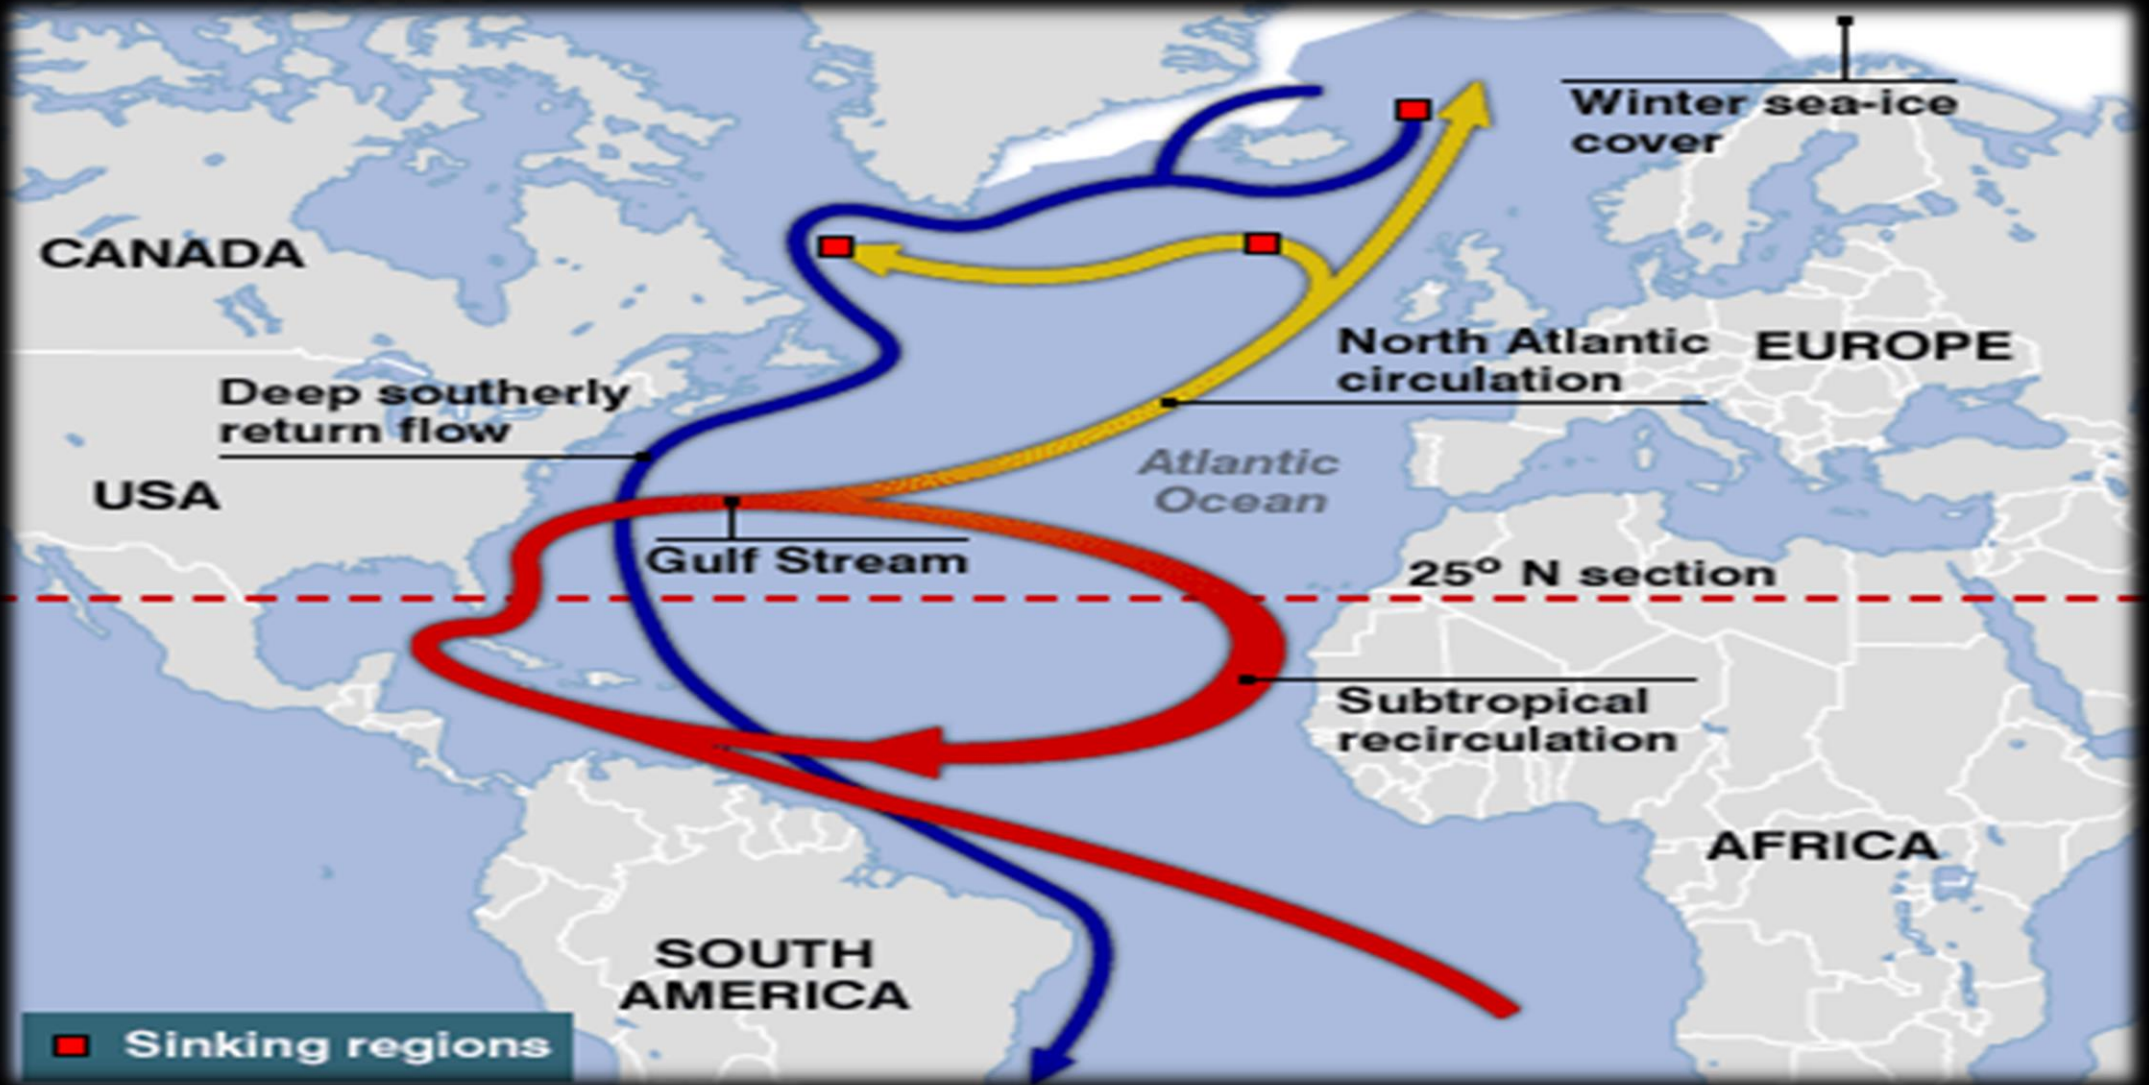 Winter sea-ice
cover
CANADA
North Atlantic
circulation
EUROPE
Deep southerly
return flow
Atlantic
Ocean
USA
Gulf Stream
25° N section
Subtropical
recirculation
AFRICA
SOUTH
AMERICA
Sinking regions